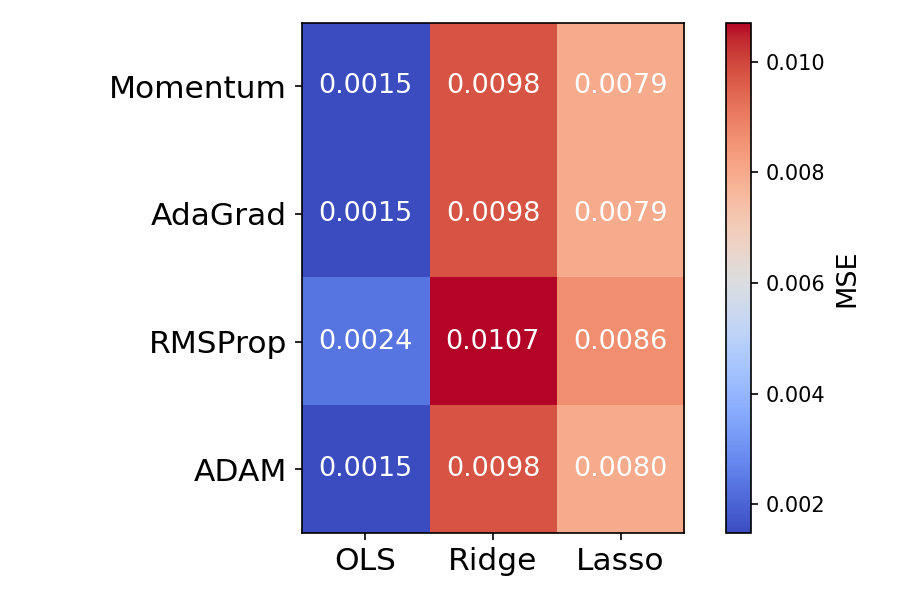 Momentum 0.0015 0.0098 0.0079
AdaGrad 0.0015 0.0098 0.0079
RMSProp 0.0024 0.0107 0.0086
ADAM 0.0015 0.0098 0.0080
OLS Ridge Lasso
0.010
0.008
0.006
0.004
0.002
MSE